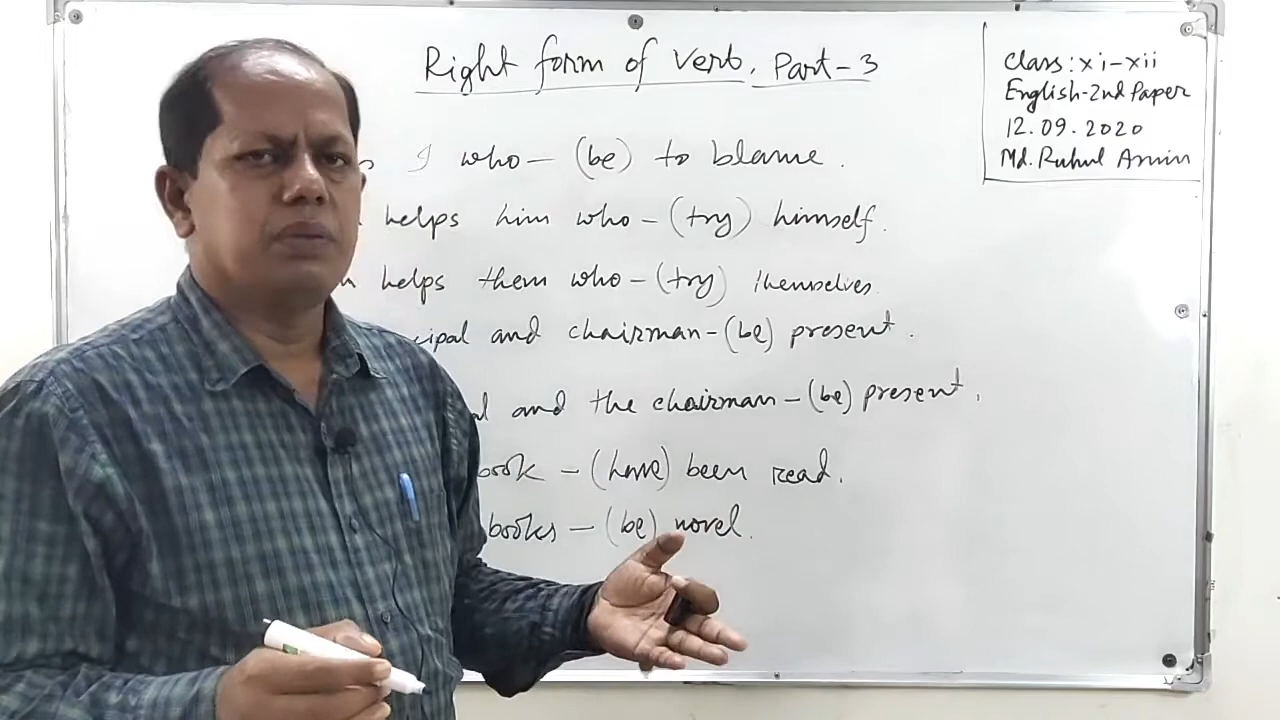 Right form of Verb. Part-3
Class: xi-xii
English-2nd Paper
12.09.2020
Md. Ruhul Amin
I who – (be) to blame.
helps him who – (try) himself.
helps them who – (try) themselves.
and chairman – (be) present.
and the chairman – (be) present.
book – (have) been read.
books – (be) novel.